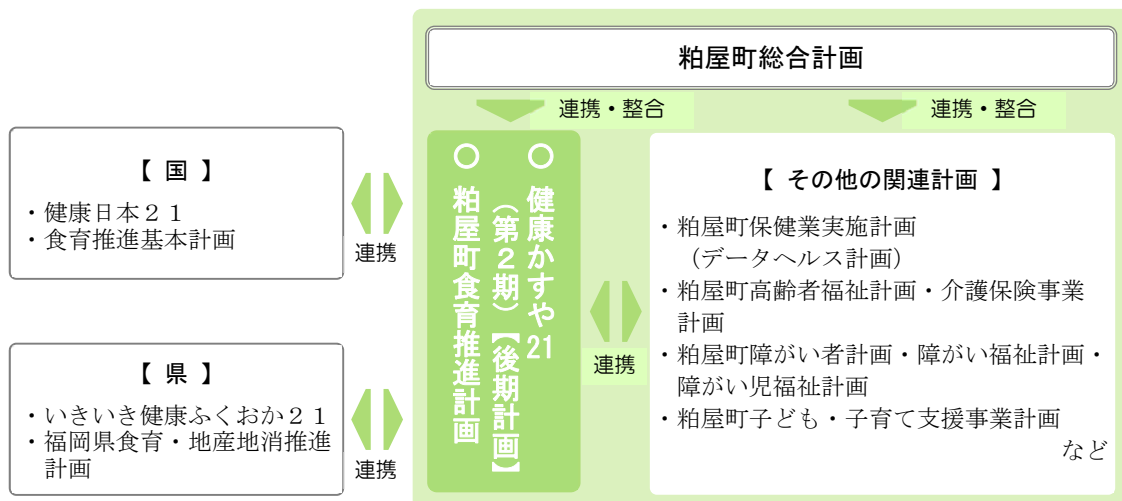 粕屋町総合計画
連携・整合
連携・整合
【 国 】
・健康日本２１
・食育推進基本計画
連携
【 県 】
・いきいき健康ふくおか２１
・福岡県食育・地産地消推進
計画
連携
○ 健康かすや21
（第２期）【後期計画】
○ 粕屋町食育推進計画
連携
【 その他の関連計画 】
・粕屋町保健業実施計画
（データヘルス計画）
・粕屋町高齢者福祉計画・介護保険事業
計画
・粕屋町障がい者計画・障がい福祉計画・
障がい児福祉計画
・粕屋町子ども・子育て支援事業計画
など